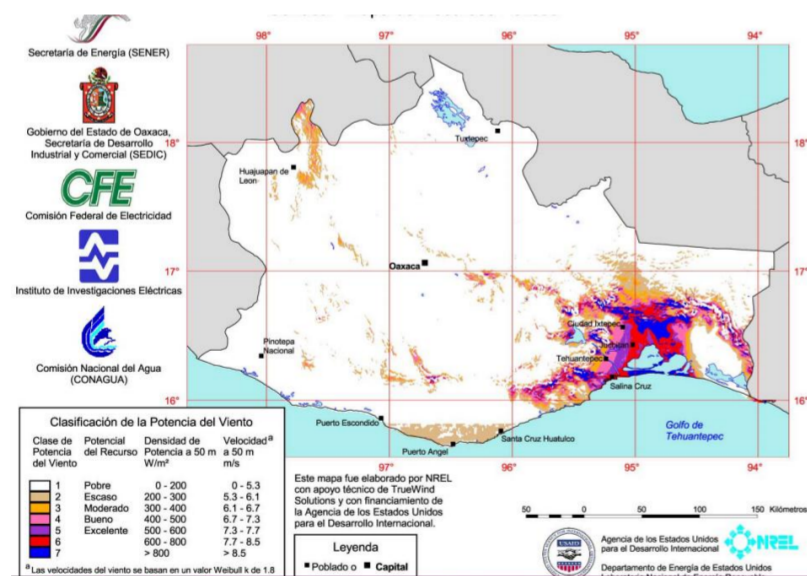 Secretaría de Energía (SENER)
Gobierno del Estado de Oaxaca,
Secretaría de Desarrollo
Industrial y Comercial (SEDIC)
CFE
Comisión Federal de Electricidad
Instituto de Investigaciones Eléctricas
Comisión Nacional del Agua
(CONAGUA)
98° 97° 96° 95° 94°
18° 18°
17° 17°
16° 16°
98° 97° 96° 95° 94°
Tuxtepec
Huajuapan de
Leon
Oaxaca
Ciudad Ixtepec
Juchitan
Pinotepa
Nacional
Tehuantepec
Salina Cruz
Puerto Escondido
Santa Cruz Huatulco
Puerto Angel
Golfo de
Tehuantepec
Clasificación de la Potencia del Viento
Clase de Potencia del Viento
Potencial del Recurso
Densidad de Potencia a 50 m W/m²
Velocidad a a 50 m m/s
1 Pobre 0 - 200 0 - 5.3
2 Escaso 200 - 300 5.3 - 6.1
3 Moderado 300 - 400 6.1 - 6.7
4 Bueno 400 - 500 6.7 - 7.3
5 Excelente 500 - 600 7.3 - 7.7
6 600 - 800 7.7 - 8.5
7 > 800 > 8.5
a Las velocidades del viento se basan en un valor Weibull k de 1.8
Este mapa fue elaborado por NREL
con apoyo técnico de TrueWind
Solutions y con financiamiento de
la Agencia de los Estados Unidos
para el Desarrollo Internacional.
Leyenda
Poblado o Capital
50 0 50 100 150 Kilómetros
USAID
Agencia de los Estados Unidos
para el Desarrollo Internacional
NREL
Departamento de Energía de Estados Unidos